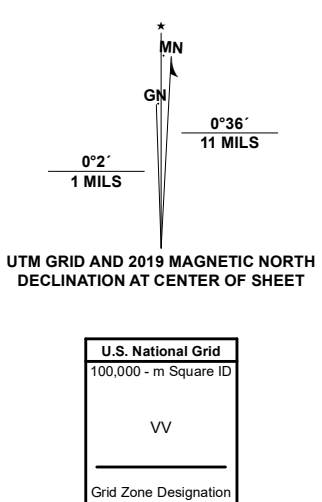 ★
MN
GN
0°36´
11 MILS
0°2´
1 MILS
UTM GRID AND 2019 MAGNETIC NORTH
DECLINATION AT CENTER OF SHEET
U.S. National Grid
100,000 - m Square ID
VV
Grid Zone Designation